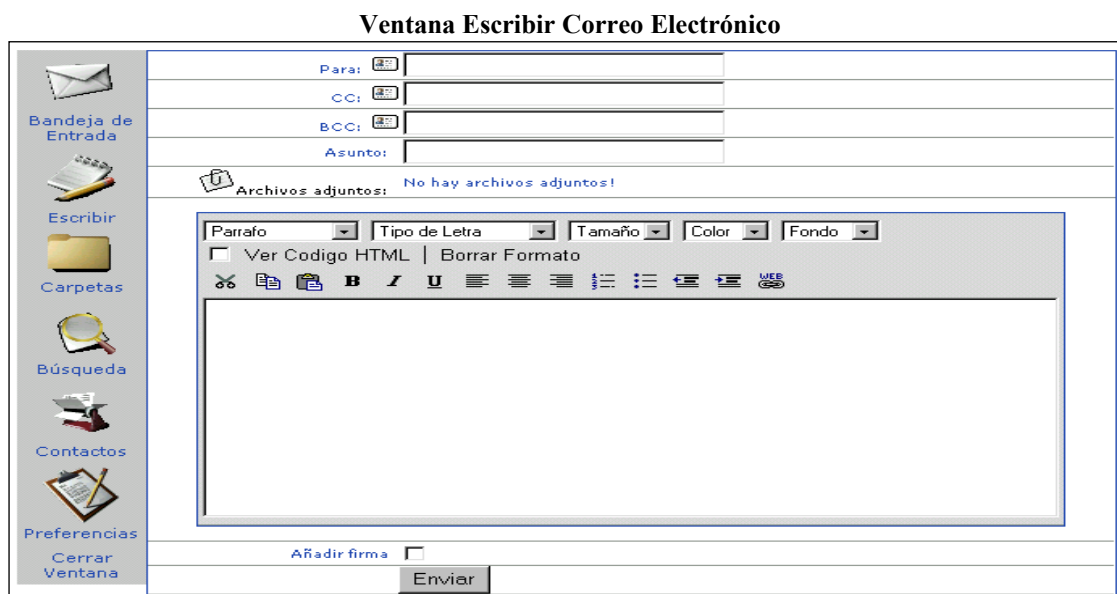 Ventana Escribir Correo Electrónico
Bandeja de
Entrada
Escribir
Carpetas
Búsqueda
Contactos
Preferencias
Cerrar
Ventana
Para:
CC:
BCC:
Asunto:
Archivos adjuntos: No hay archivos adjuntos!
Parrafo Tipo de Letra Tamaño Color Fondo
Ver Codigo HTML | Borrar Formato
B I U WEB
Añadir firma
Enviar